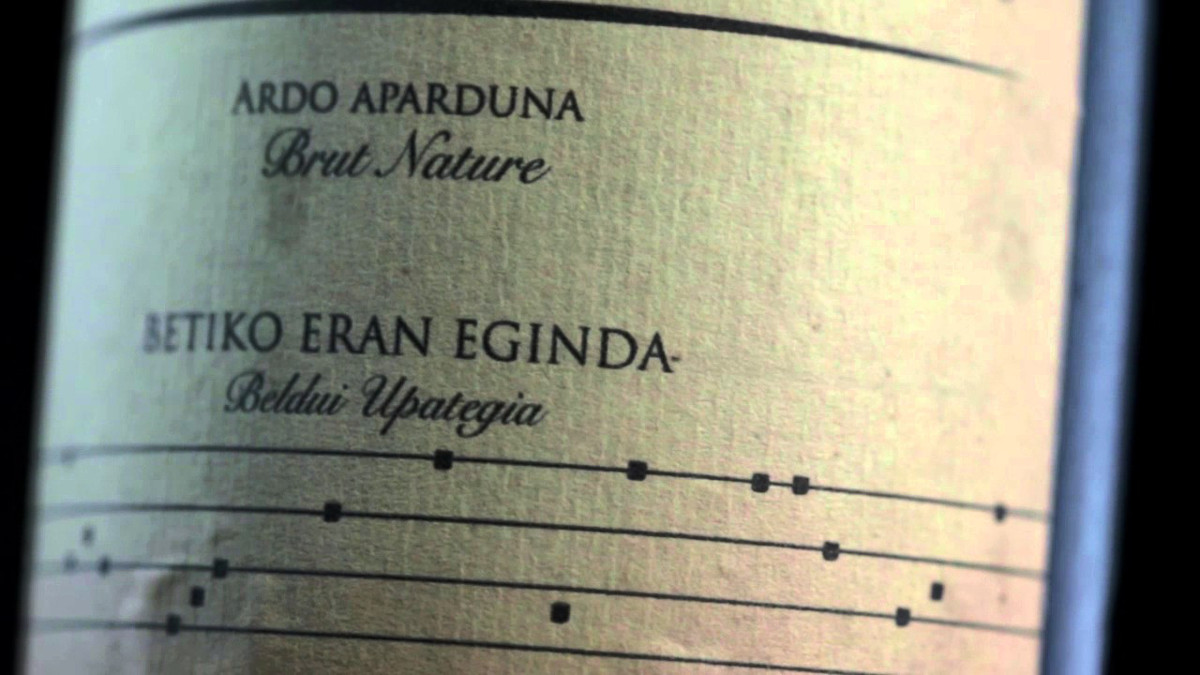 ARDO APARDUNA
Brut Nature
BETIKO ERAN EGINDA-
Beldui Upategia